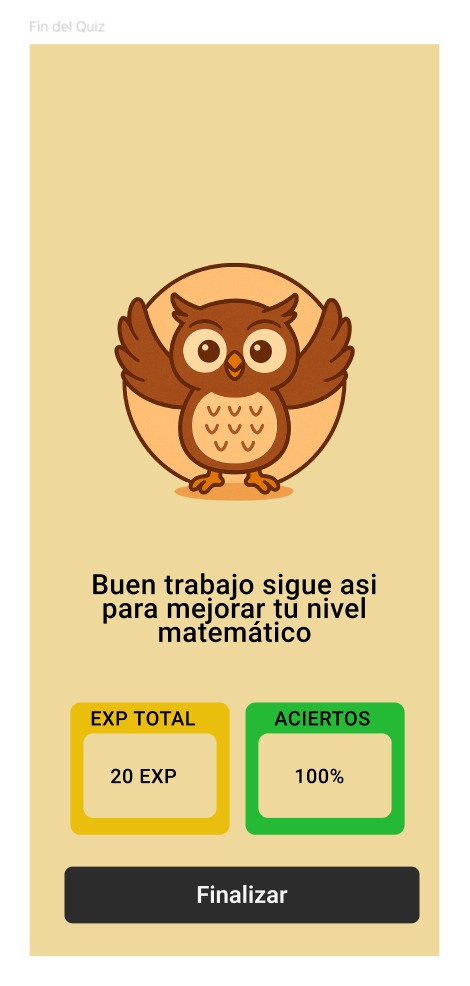 Fin del Quiz
Buen trabajo sigue asi
para mejorar tu nivel
matemático
EXP TOTAL
ACIERTOS
20 EXP
100%
Finalizar